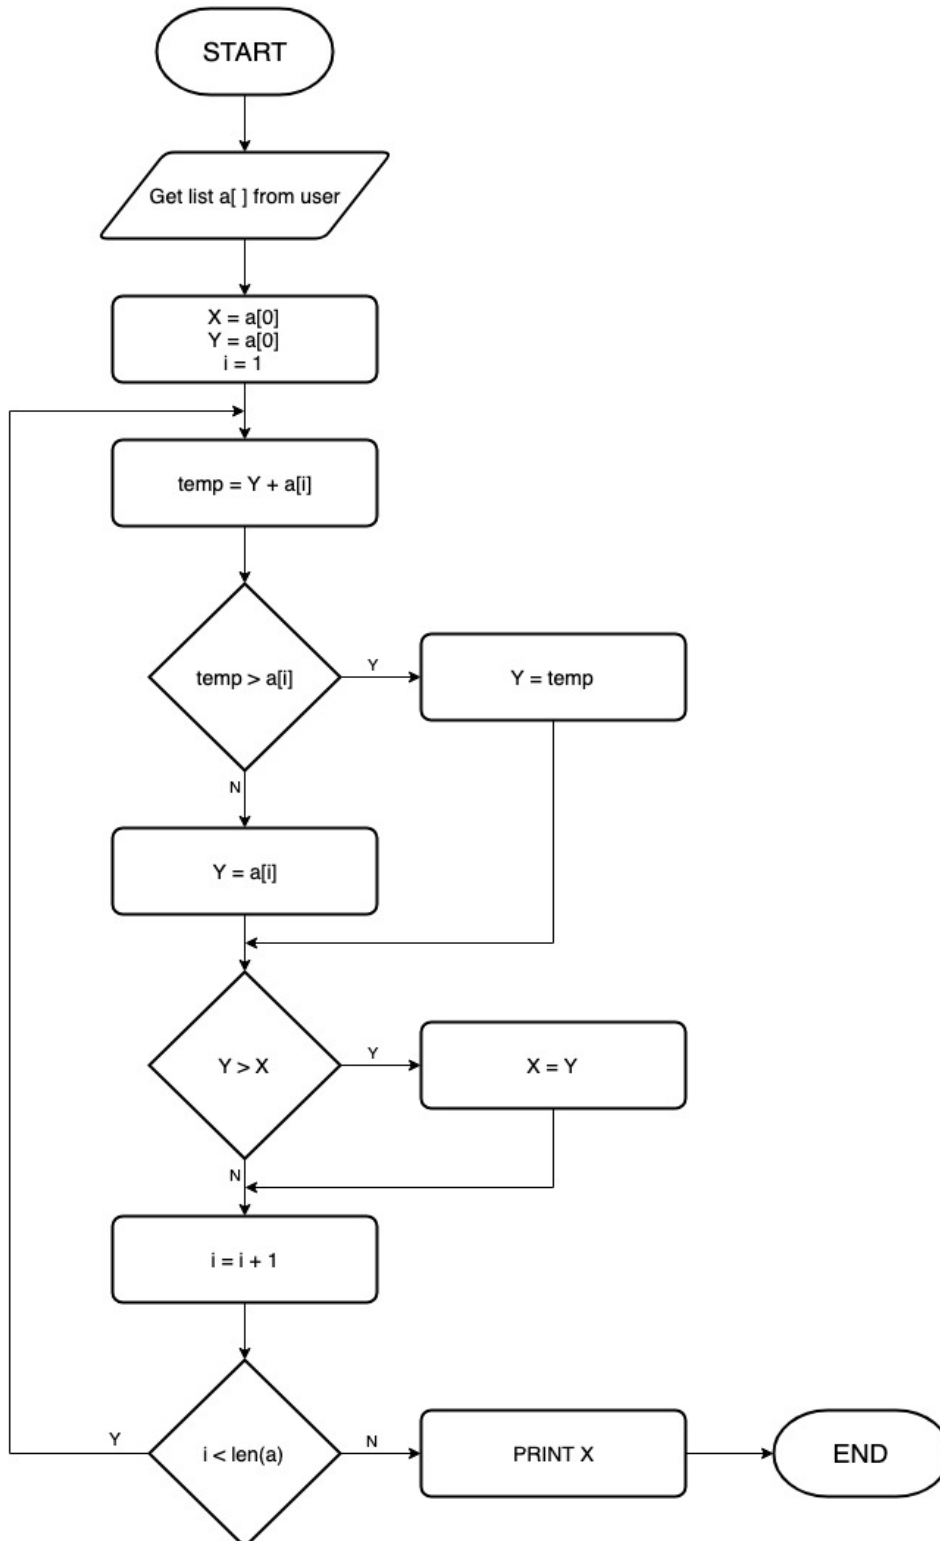 START
Get list a[ ] from user
X = a[0]
Y = a[0]
i = 1
temp = Y + a[i]
temp > a[i]
Y
Y = temp
N
Y = a[i]
Y > X
Y
X = Y
N
i = i + 1
i < len(a)
Y
N
PRINT X
END